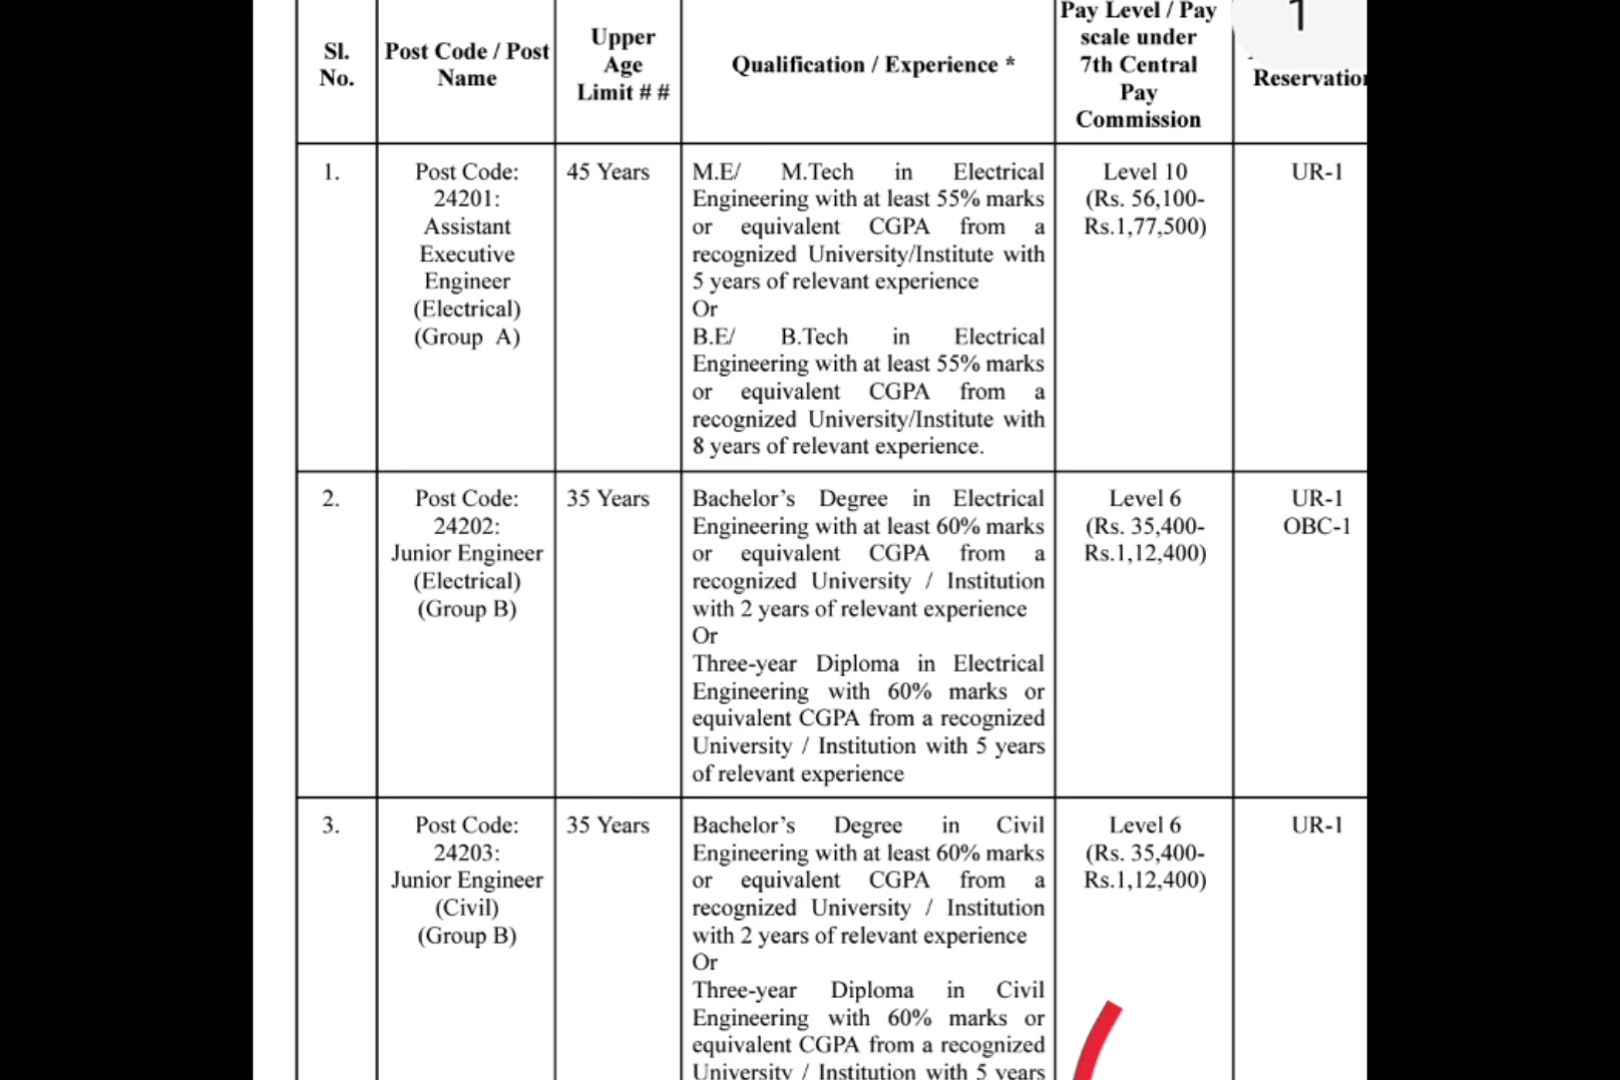 Sl.
No.
Post Code / Post
Name
Upper
Age
Limit # #
Qualification / Experience *
Pay Level / Pay
scale under
7th Central
Pay
Commission
1
Reservation
1.
Post Code:
24201:
Assistant
Executive
Engineer
(Electrical)
(Group A)
45 Years
M.E/ M.Tech in Electrical
Engineering with at least 55% marks
or equivalent CGPA from a
recognized University/Institute with
5 years of relevant experience
Or
B.E/ B.Tech in Electrical
Engineering with at least 55% marks
or equivalent CGPA from a
recognized University/Institute with
8 years of relevant experience.
Level 10
(Rs. 56,100-
Rs.1,77,500)
UR-1
2.
Post Code:
24202:
Junior Engineer
(Electrical)
(Group B)
35 Years
Bachelor’s Degree in Electrical
Engineering with at least 60% marks
or equivalent CGPA from a
recognized University / Institution
with 2 years of relevant experience
Or
Three-year Diploma in Electrical
Engineering with 60% marks or
equivalent CGPA from a recognized
University / Institution with 5 years
of relevant experience
Level 6
(Rs. 35,400-
Rs.1,12,400)
UR-1
OBC-1
3.
Post Code:
24203:
Junior Engineer
(Civil)
(Group B)
35 Years
Bachelor’s Degree in Civil
Engineering with at least 60% marks
or equivalent CGPA from a
recognized University / Institution
with 2 years of relevant experience
Or
Three-year Diploma in Civil
Engineering with 60% marks or
equivalent CGPA from a recognized
University / Institution with 5 years
Level 6
(Rs. 35,400-
Rs.1,12,400)
UR-1